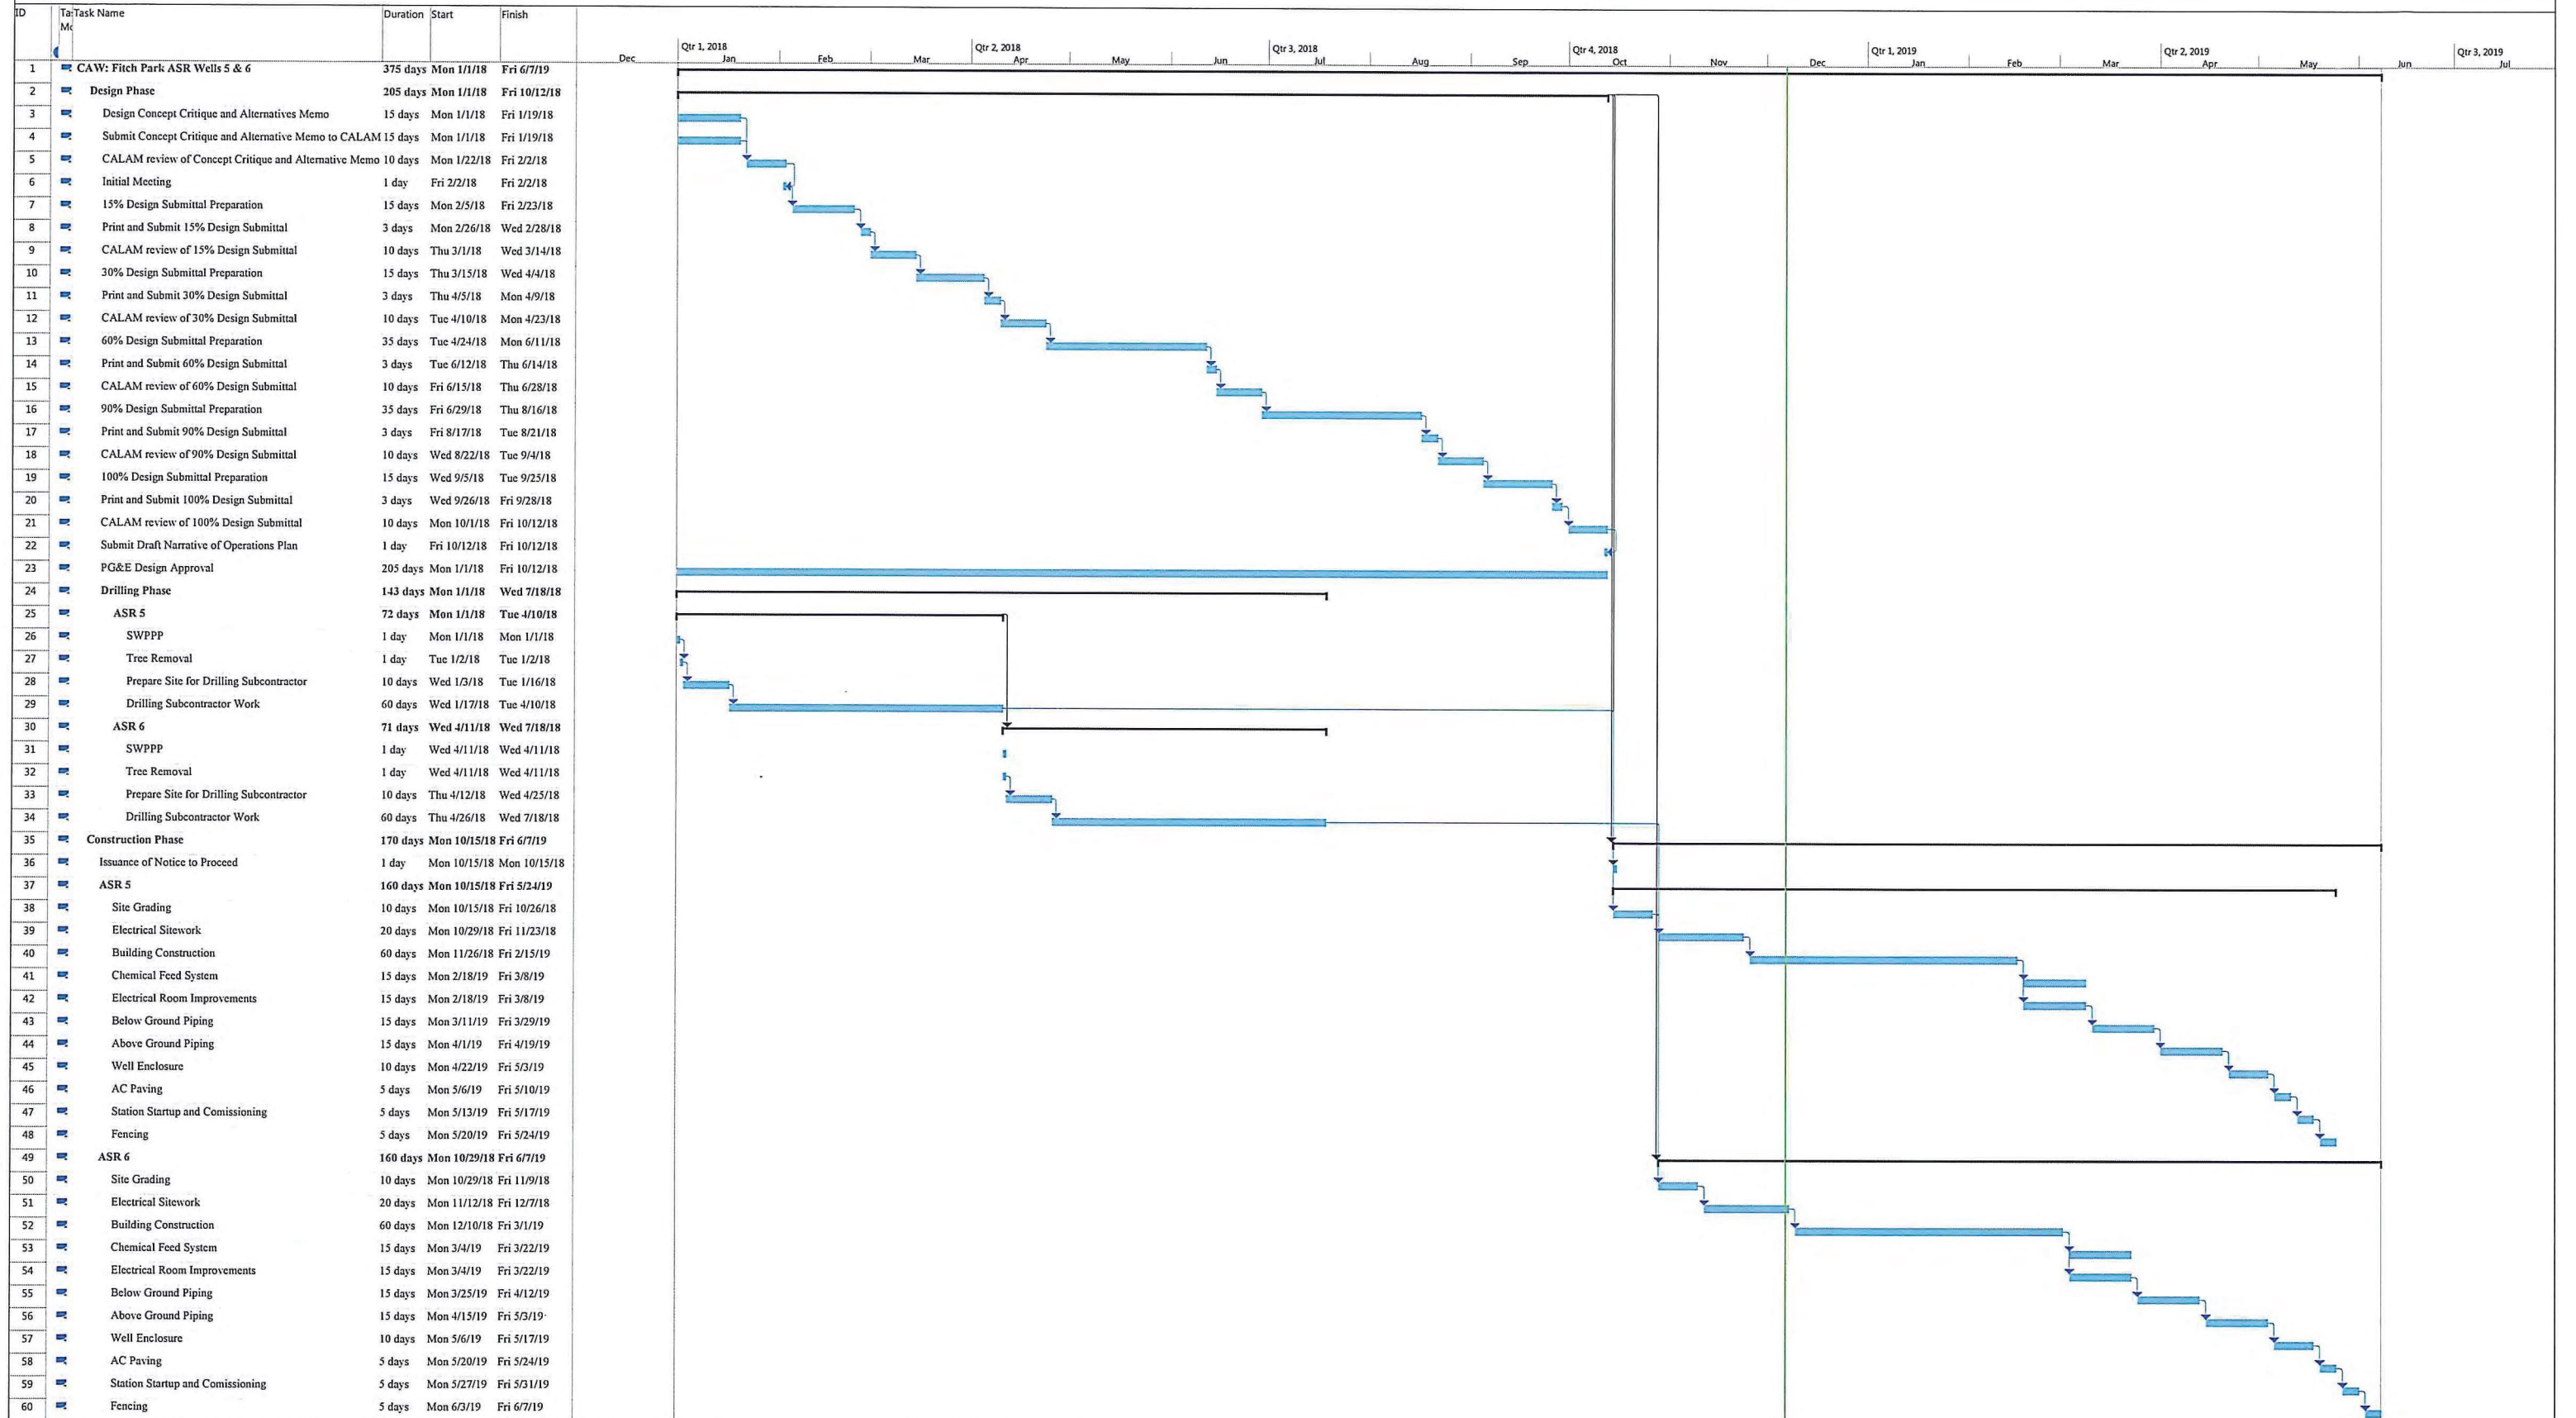 ID Ta: Task Name Duration Start Finish
Mo
Qtr 1, 2018 Qtr 2, 2018 Qtr 3, 2018 Qtr 4, 2018 Qtr 1, 2019 Qtr 2, 2019 Qtr 3, 2019
Dec Jan Feb Mar Apr May Jun Jul Aug Sep Oct Nov Dec Jan Feb Mar Apr May Jun Jul
1 CAW: Fitch Park ASR Wells 5 & 6 375 days Mon 1/1/18 Fri 6/7/19
2 Design Phase 205 days Mon 1/1/18 Fri 10/12/18
3 Design Concept Critique and Alternatives Memo 15 days Mon 1/1/18 Fri 1/19/18
4 Submit Concept Critique and Alternative Memo to CALAM 15 days Mon 1/1/18 Fri 1/19/18
5 CALAM review of Concept Critique and Alternative Memo 10 days Mon 1/22/18 Fri 2/2/18
6 Initial Meeting 1 day Fri 2/2/18 Fri 2/2/18
7 15% Design Submittal Preparation 15 days Mon 2/5/18 Fri 2/23/18
8 Print and Submit 15% Design Submittal 3 days Mon 2/26/18 Wed 2/28/18
9 CALAM review of 15% Design Submittal 10 days Thu 3/1/18 Wed 3/14/18
10 30% Design Submittal Preparation 15 days Thu 3/15/18 Wed 4/4/18
11 Print and Submit 30% Design Submittal 3 days Thu 4/5/18 Mon 4/9/18
12 CALAM review of 30% Design Submittal 10 days Tue 4/10/18 Mon 4/23/18
13 60% Design Submittal Preparation 35 days Tue 4/24/18 Mon 6/11/18
14 Print and Submit 60% Design Submittal 3 days Tue 6/12/18 Thu 6/14/18
15 CALAM review of 60% Design Submittal 10 days Fri 6/15/18 Thu 6/28/18
16 90% Design Submittal Preparation 35 days Fri 6/29/18 Thu 8/16/18
17 Print and Submit 90% Design Submittal 3 days Fri 8/17/18 Tue 8/21/18
18 CALAM review of 90% Design Submittal 10 days Wed 8/22/18 Tue 9/4/18
19 100% Design Submittal Preparation 15 days Wed 9/5/18 Tue 9/25/18
20 Print and Submit 100% Design Submittal 3 days Wed 9/26/18 Fri 9/28/18
21 CALAM review of 100% Design Submittal 10 days Mon 10/1/18 Fri 10/12/18
22 Submit Draft Narrative of Operations Plan 1 day Fri 10/12/18 Fri 10/12/18
23 PG&E Design Approval 205 days Mon 1/1/18 Fri 10/12/18
24 Drilling Phase 143 days Mon 1/1/18 Wed 7/18/18
25 ASR 5 72 days Mon 1/1/18 Tue 4/10/18
26 SWPPP 1 day Mon 1/1/18 Mon 1/1/18
27 Tree Removal 1 day Tue 1/2/18 Tue 1/2/18
28 Prepare Site for Drilling Subcontractor 10 days Wed 1/3/18 Tue 1/16/18
29 Drilling Subcontractor Work 60 days Wed 1/17/18 Tue 4/10/18
30 ASR 6 71 days Wed 4/11/18 Wed 7/18/18
31 SWPPP 1 day Wed 4/11/18 Wed 4/11/18
32 Tree Removal 1 day Wed 4/11/18 Wed 4/11/18
33 Prepare Site for Drilling Subcontractor 10 days Thu 4/12/18 Wed 4/25/18
34 Drilling Subcontractor Work 60 days Thu 4/26/18 Wed 7/18/18
35 Construction Phase 170 days Mon 10/15/18 Fri 6/7/19
36 Issuance of Notice to Proceed 1 day Mon 10/15/18 Mon 10/15/18
37 ASR 5 160 days Mon 10/15/18 Fri 5/24/19
38 Site Grading 10 days Mon 10/15/18 Fri 10/26/18
39 Electrical Sitework 20 days Mon 10/29/18 Fri 11/23/18
40 Building Construction 60 days Mon 11/26/18 Fri 2/15/19
41 Chemical Feed System 15 days Mon 2/18/19 Fri 3/8/19
42 Electrical Room Improvements 15 days Mon 2/18/19 Fri 3/8/19
43 Below Ground Piping 15 days Mon 3/11/19 Fri 3/29/19
44 Above Ground Piping 15 days Mon 4/1/19 Fri 4/19/19
45 Well Enclosure 10 days Mon 4/22/19 Fri 5/3/19
46 AC Paving 5 days Mon 5/6/19 Fri 5/10/19
47 Station Startup and Comissioning 5 days Mon 5/13/19 Fri 5/17/19
48 Fencing 5 days Mon 5/20/19 Fri 5/24/19
49 ASR 6 160 days Mon 10/29/18 Fri 6/7/19
50 Site Grading 10 days Mon 10/29/18 Fri 11/9/18
51 Electrical Sitework 20 days Mon 11/12/18 Fri 12/7/18
52 Building Construction 60 days Mon 12/10/18 Fri 3/1/19
53 Chemical Feed System 15 days Mon 3/4/19 Fri 3/22/19
54 Electrical Room Improvements 15 days Mon 3/4/19 Fri 3/22/19
55 Below Ground Piping 15 days Mon 3/25/19 Fri 4/12/19
56 Above Ground Piping 15 days Mon 4/15/19 Fri 5/3/19
57 Well Enclosure 10 days Mon 5/6/19 Fri 5/17/19
58 AC Paving 5 days Mon 5/20/19 Fri 5/24/19
59 Station Startup and Comissioning 5 days Mon 5/27/19 Fri 5/31/19
60 Fencing 5 days Mon 6/3/19 Fri 6/7/19